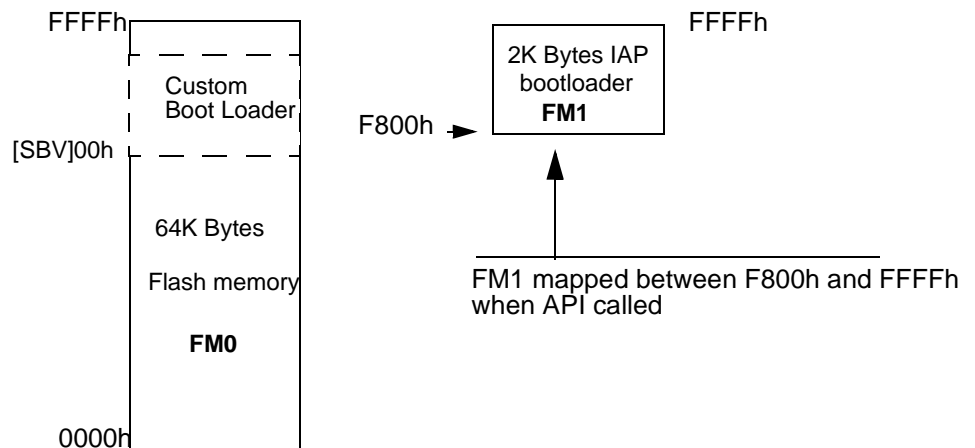 FFFFh
Custom
Boot Loader
[SBV]00h
64K Bytes
Flash memory
FM0
0000h
FFFFh
2K Bytes IAP
bootloader
FM1
F800h
FM1 mapped between F800h and FFFFh
when API called